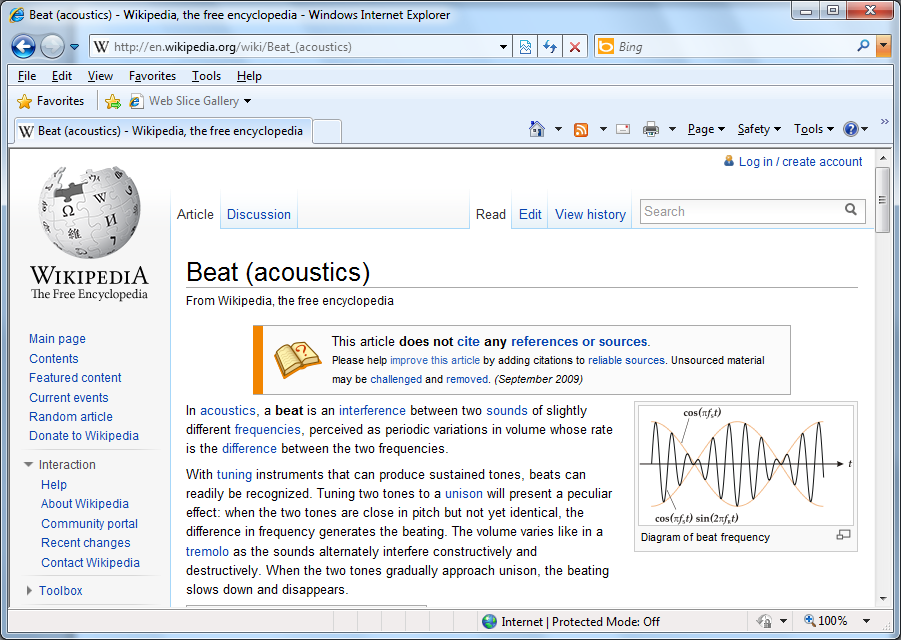 Beat (acoustics) - Wikipedia, the free encyclopedia - Windows Internet Explorer
W http://en.wikipedia.org/wiki/Beat_(acoustics)
Bing
File Edit View Favorites Tools Help
Favorites Web Slice Gallery
W Beat (acoustics) - Wikipedia, the free encyclopedia
Page Safety Tools
Log in / create account
Article Discussion Read Edit View history Search
Ω W И 維 7
WIKIPEDIA
The Free Encyclopedia
Main page
Contents
Featured content
Current events
Random article
Donate to Wikipedia
Interaction
Help
About Wikipedia
Community portal
Recent changes
Contact Wikipedia
Toolbox
Beat (acoustics)
From Wikipedia, the free encyclopedia
This article does not cite any references or sources.
Please help improve this article by adding citations to reliable sources. Unsourced material
may be challenged and removed. (September 2009)
In acoustics, a beat is an interference between two sounds of slightly
different frequencies, perceived as periodic variations in volume whose rate
is the difference between the two frequencies.
With tuning instruments that can produce sustained tones, beats can
readily be recognized. Tuning two tones to a unison will present a peculiar
effect: when the two tones are close in pitch but not yet identical, the
difference in frequency generates the beating. The volume varies like in a
tremolo as the sounds alternately interfere constructively and
destructively. When the two tones gradually approach unison, the beating
slows down and disappears.
t
Diagram of beat frequency
Internet | Protected Mode: Off
100%